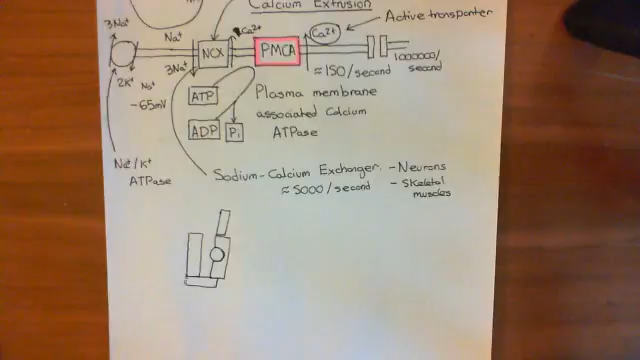 Calcium Extrusion
Active transporter
3Na+
Na+
Ca2+
Ca2+
NCX
PMCA
1000000/
second
3Na+
≈150/second
2K+
Na+
-65mV
ATP
Plasma membrane
associated Calcium
ATPase
ADP
Pi
Na+/K+
ATPase
Sodium-Calcium Exchanger
≈5000/second
- Neurons
- Skeletal
muscles